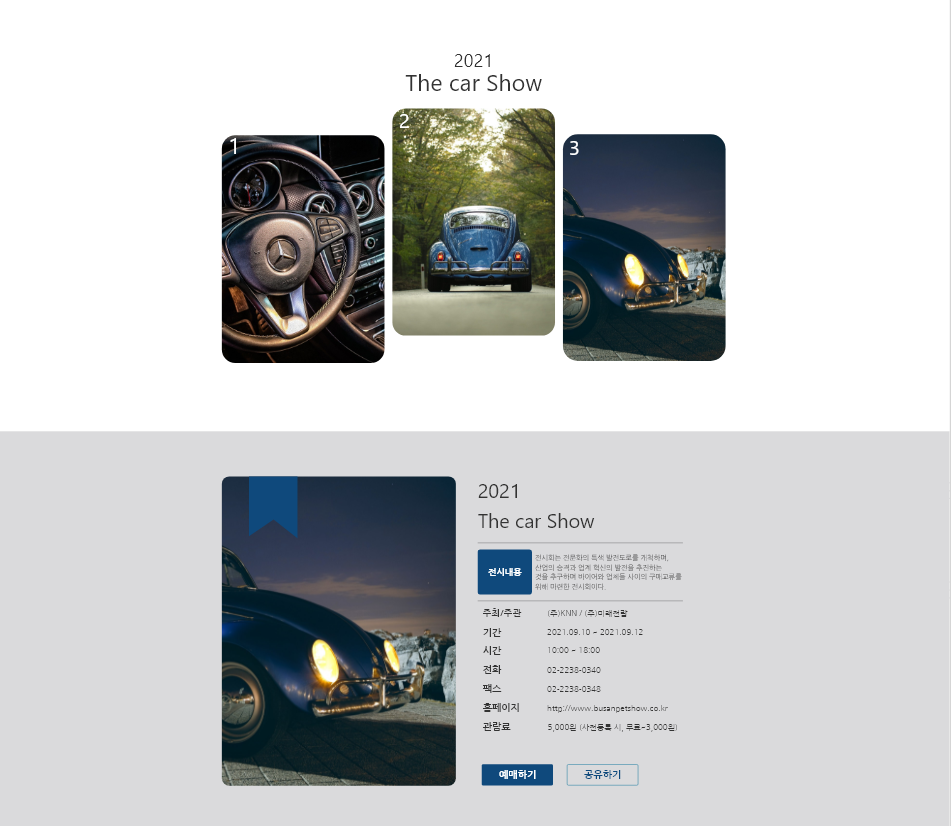 2021
The car Show
1
2
3
2021
The car Show
전시내용
전시회는 전문화의 독색 발전도로를 개척하며,
산업의 승격과 업계 혁신의 발전을 추진하는
것을 추구하며 바이어와 업체들 사이의 구매교류를
위해 마련한 전시회이다.
주최/주관 (주)KNN / (주)미래전람
기간 2021.09.10 ~ 2021.09.12
시간 10:00 ~ 18:00
전화 02-2238-0340
팩스 02-2238-0348
홈페이지 http://www.busanpetshow.co.kr
관람료 5,000원 (사전등록 시, 무료~3,000원)
예매하기 공유하기